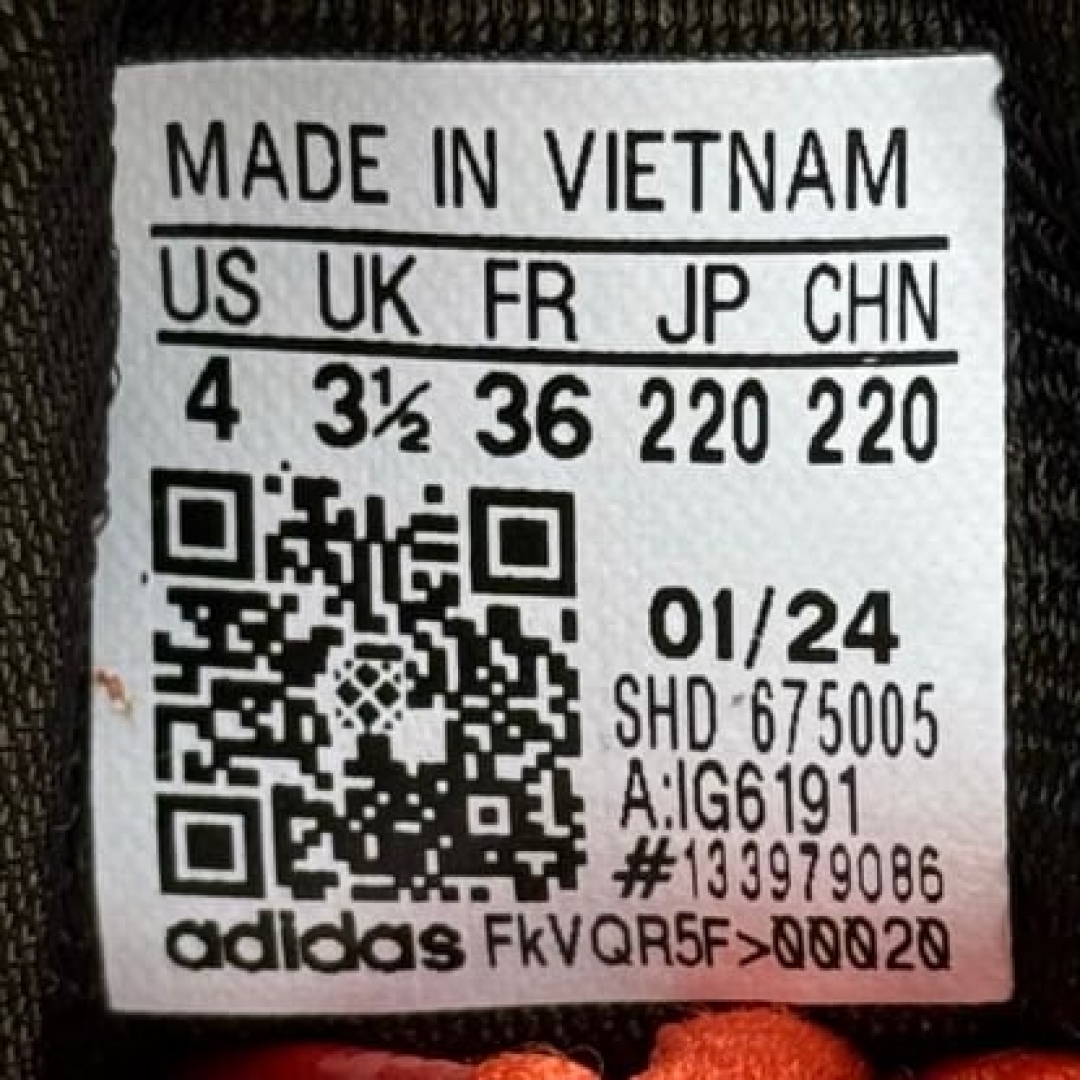 MADE IN VIETNAM
US UK FR JP CHN
4 3½ 36 220 220
01/24
SHD 675005
A:IG6191
#133979086
adidas FkVQR5F>00020